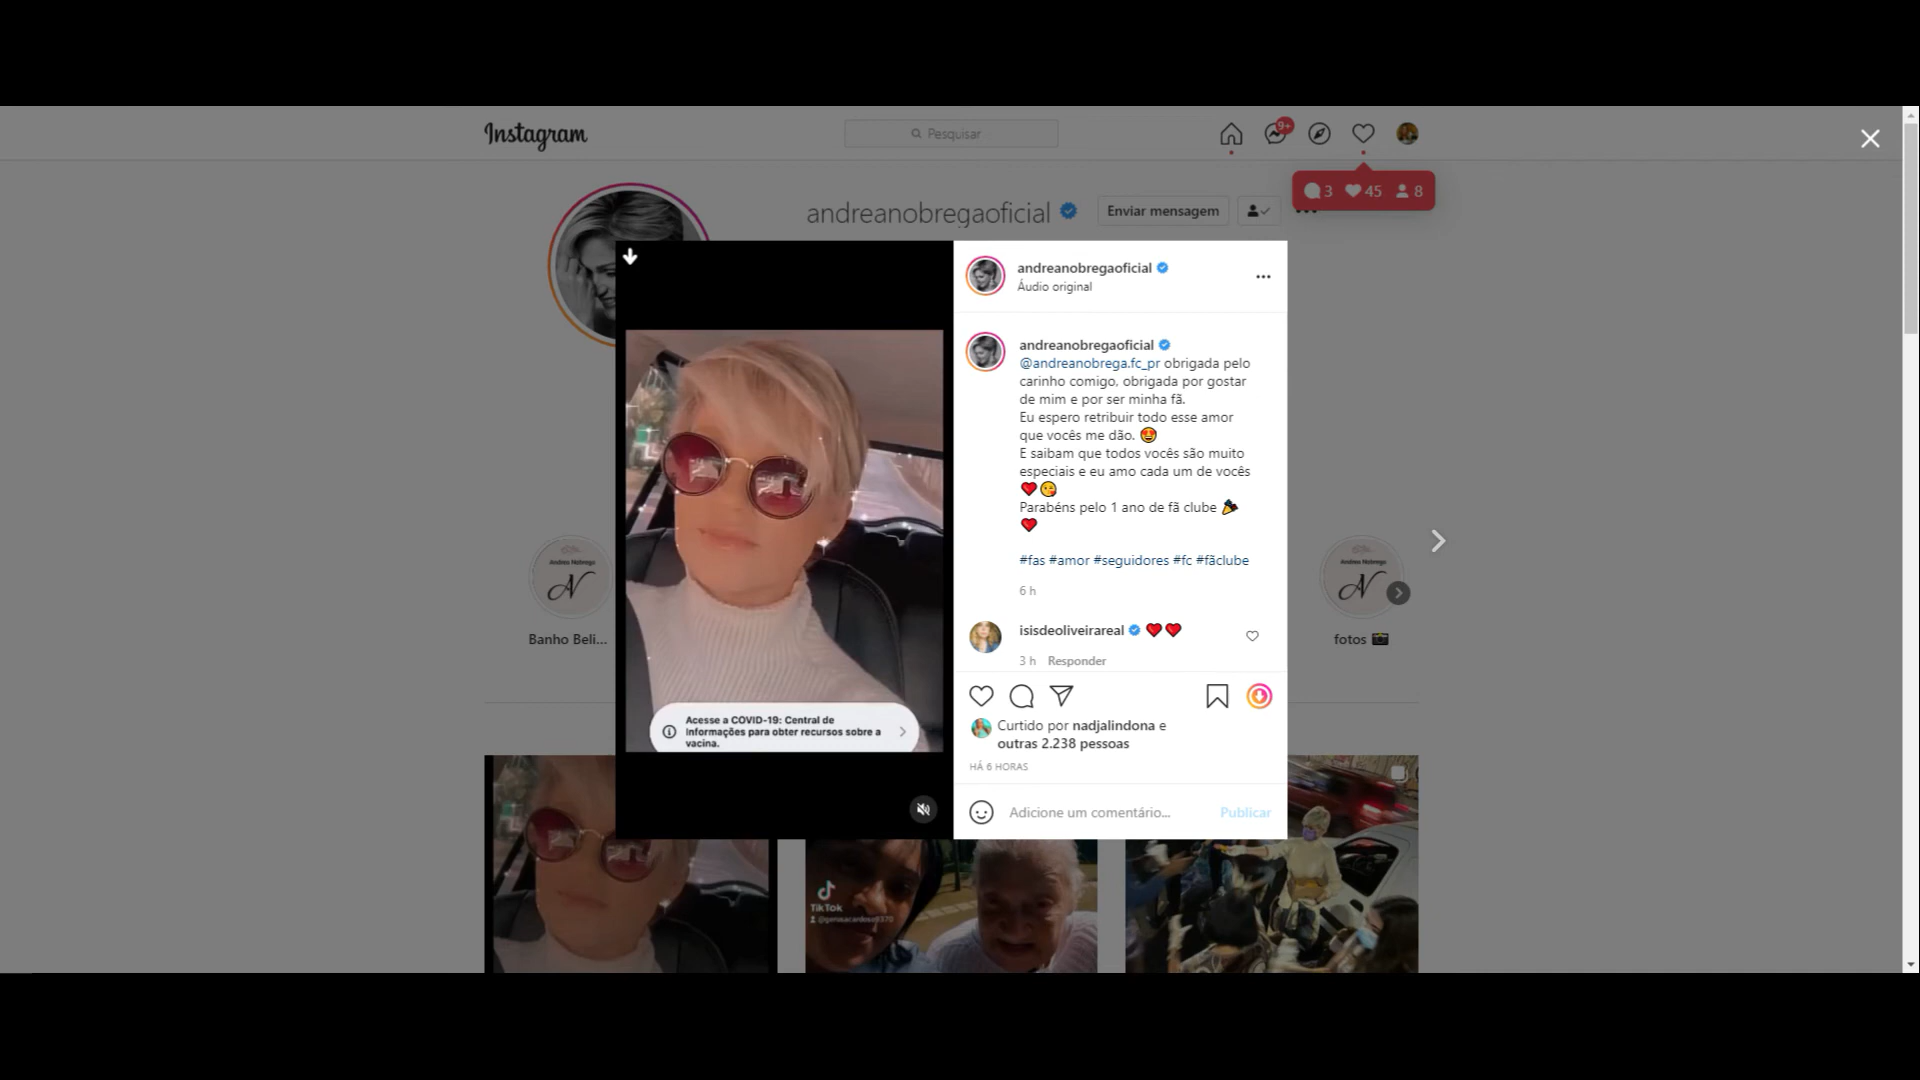 Instagram
Pesquisar
9+
3 45 8
andreanobregaoficial
Enviar mensagem
andreanobregaoficial
Áudio original
andreanobregaoficial
@andreanobrega.fc_pr obrigada pelo
carinho comigo, obrigada por gostar
de mim e por ser minha fã.
Eu espero retribuir todo esse amor
que vocês me dão. 🤩
E saibam que todos vocês são muito
especiais e eu amo cada um de vocês
❤️😘
Parabéns pelo 1 ano de fã clube 🎉
❤️
#fas #amor #seguidores #fc #fãclube
6 h
isisdeoliveirareal ❤️❤️
3 h Responder
Curtido por nadjalindona e
outras 2.238 pessoas
HÁ 6 HORAS
Adicione um comentário... Publicar
Acesse a COVID-19: Central de
Informações para obter recursos sobre a
vacina.
Andrea Nobrega
N
Banho Beli...
Andrea Nobrega
N
fotos 📷
TikTok